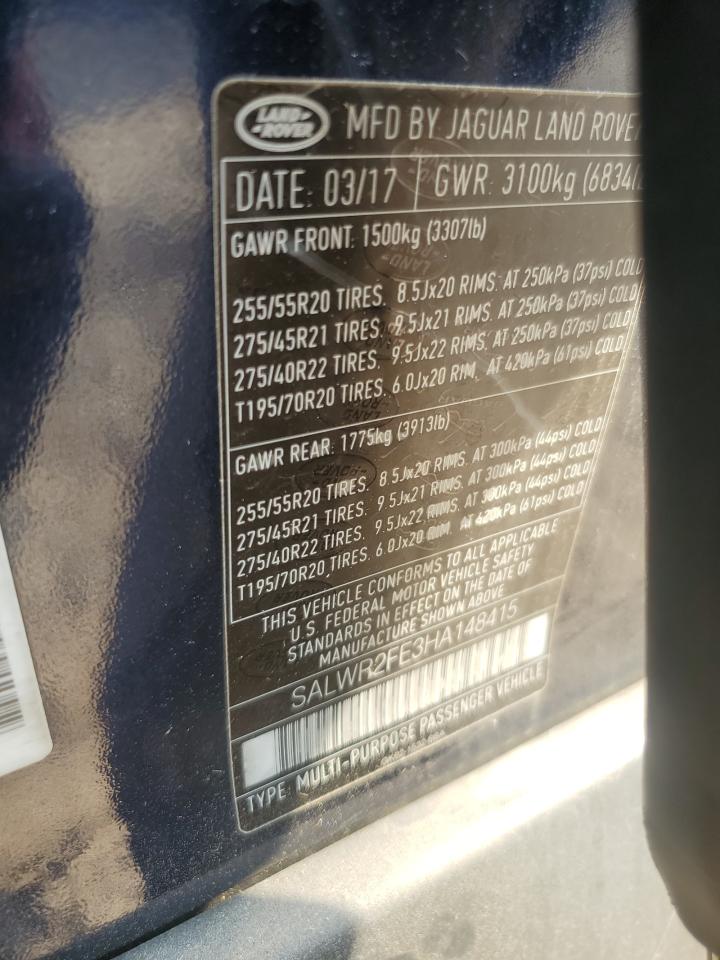 LAND ROVER
MFD BY JAGUAR LAND ROVER
DATE: 03/17 GWR: 3100kg (6834
GAWR FRONT. 1500kg (3307lb)
255/55R20 TIRES. 8.5Jx20 RIMS. AT 250kPa (37psi) COLD
275/45R21 TIRES. 9.5Jx21 RIMS. AT 250kPa (37psi) COLD
275/40R22 TIRES. 9.5Jx22 RIMS. AT 250kPa (37psi) COLD
T195/70R20 TIRES. 6.0Jx20 RIM. AT 420kPa (61psi) COLD
GAWR REAR: 1775kg (3913lb)
255/55R20 TIRES. 8.5Jx20 RIMS. AT 300kPa (44psi) COLD
275/45R21 TIRES. 9.5Jx21 RIMS. AT 300kPa (44psi) COLD
275/40R22 TIRES. 9.5Jx22 RIMS. AT 300kPa (44psi) COLD
T195/70R20 TIRES. 6.0Jx20 RIM. AT 420kPa (61psi) COLD
THIS VEHICLE CONFORMS TO ALL APPLICABLE
U.S. FEDERAL MOTOR VEHICLE SAFETY
STANDARDS IN EFFECT ON THE DATE OF
MANUFACTURE SHOWN ABOVE
SALWR2FE3HA148415
TYPE: MULTI-PURPOSE PASSENGER VEHICLE